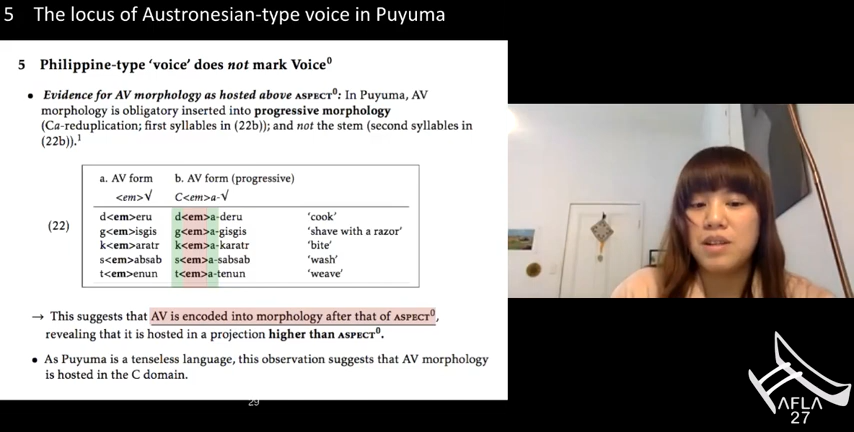 5 The locus of Austronesian-type voice in Puyuma
5 Philippine-type ‘voice’ does not mark Voice⁰
• Evidence for AV morphology as hosted above ASPECT⁰: In Puyuma, AV
morphology is obligatory inserted into progressive morphology
(Ca-reduplication; first syllables in (22b)); and not the stem (second syllables in
(22b)).¹
a. AV form b. AV form (progressive)
<em>√ C<em>a-√
(22)
d<em>eru d<em>a-deru ‘cook’
g<em>isgis g<em>a-gisgis ‘shave with a razor’
k<em>aratr k<em>a-karatr ‘bite’
s<em>absab s<em>a-sabsab ‘wash’
t<em>enun t<em>a-tenun ‘weave’
→ This suggests that AV is encoded into morphology after that of ASPECT⁰,
revealing that it is hosted in a projection higher than ASPECT⁰.
• As Puyuma is a tenseless language, this observation suggests that AV morphology
is hosted in the C domain.
29
AFLA
27